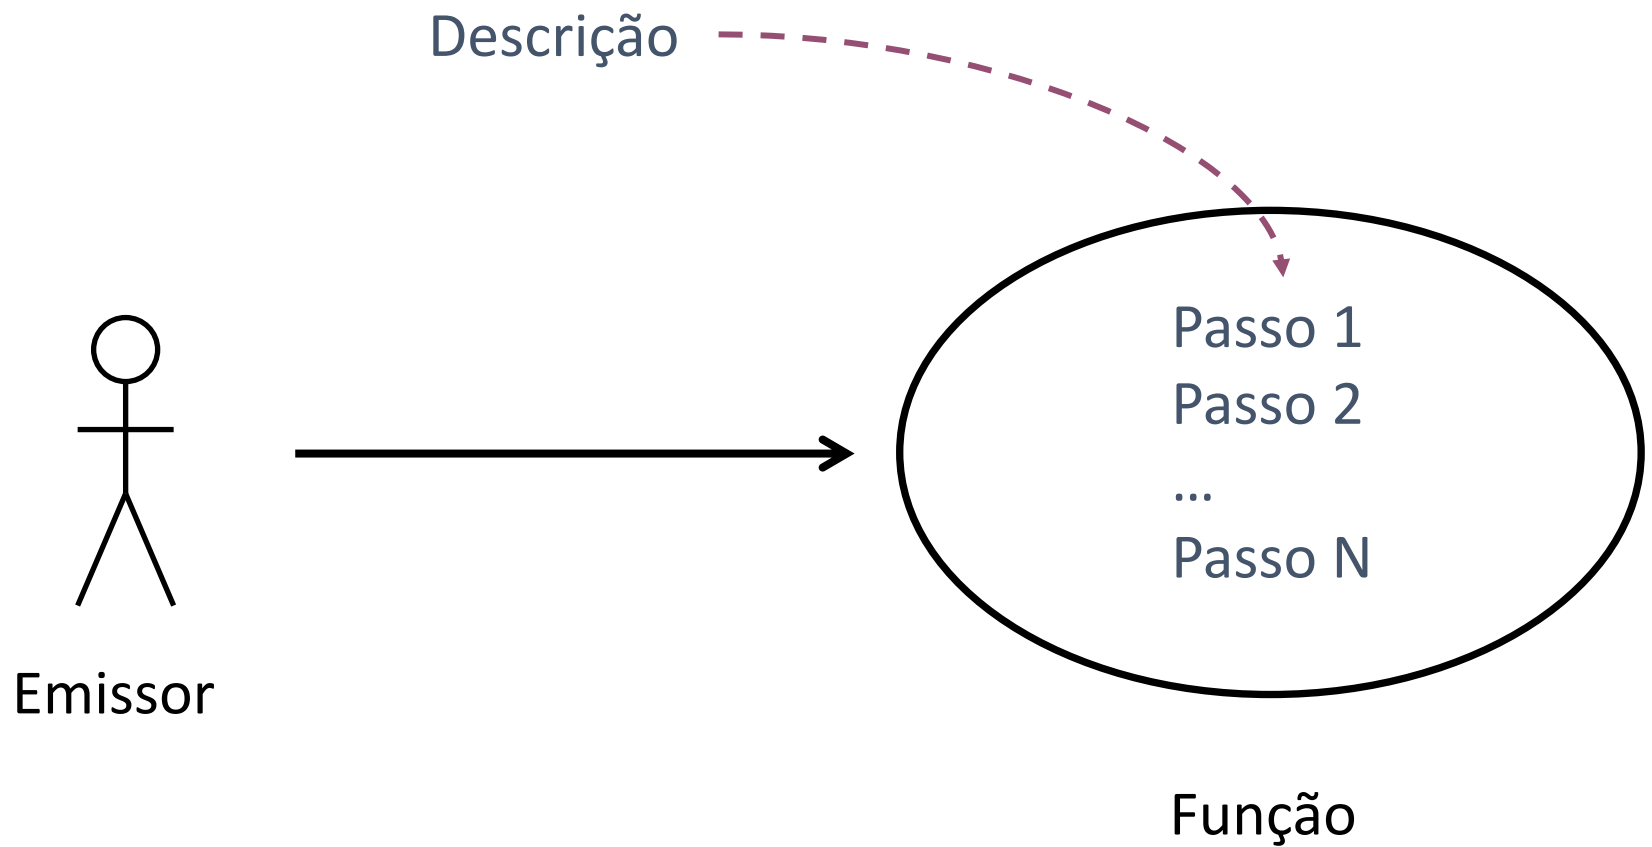 Descrição
Passo 1
Passo 2
...
Passo N
Emissor
Função